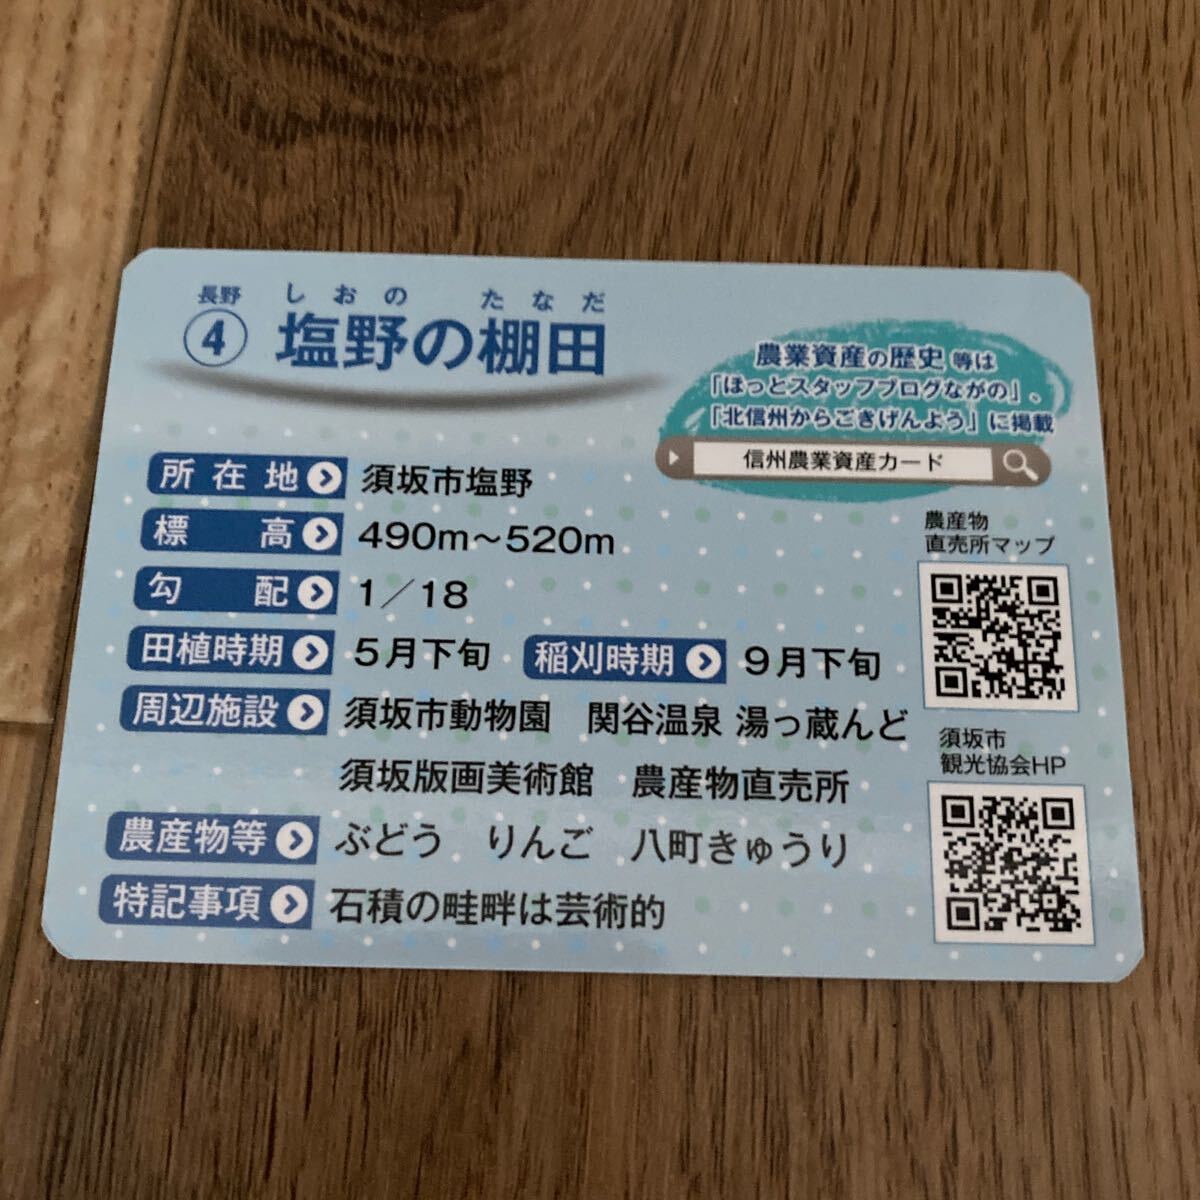 長野
④
しおの たなだ
塩野の棚田
農業資産の歴史 等は
「ほっとスタッフブログながの」、
「北信州からごきげんよう」に掲載
信州農業資産カード
所在地 須坂市塩野
標高 490m～520m
勾配 1／18
田植時期 5月下旬 稲刈時期 9月下旬
周辺施設 須坂市動物園 関谷温泉 湯っ蔵んど
須坂版画美術館 農産物直売所
農産物等 ぶどう りんご 八町きゅうり
特記事項 石積の畦畔は芸術的
農産物
直売所マップ
須坂市
観光協会HP